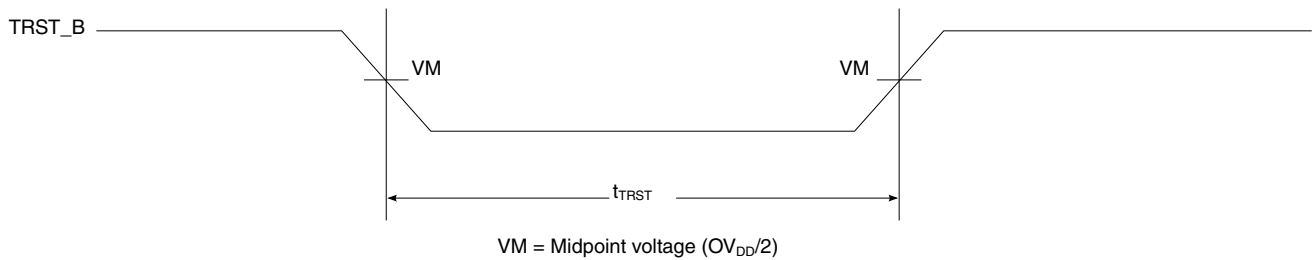 TRST_B
VM VM
tTRST
VM = Midpoint voltage (OVDD/2)